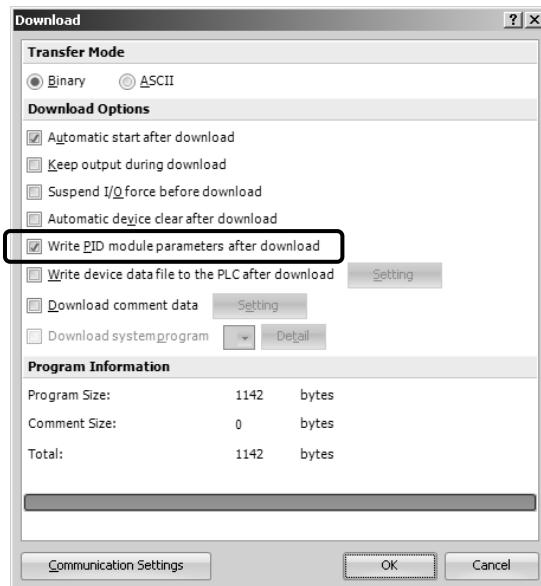 Download
Transfer Mode
Binary ASCII
Download Options
Automatic start after download
Keep output during download
Suspend I/O force before download
Automatic device clear after download
Write PID module parameters after download
Write device data file to the PLC after download Setting
Download comment data Setting
Download system program Detail
Program Information
Program Size: 1142 bytes
Comment Size: 0 bytes
Total: 1142 bytes
Communication Settings OK Cancel